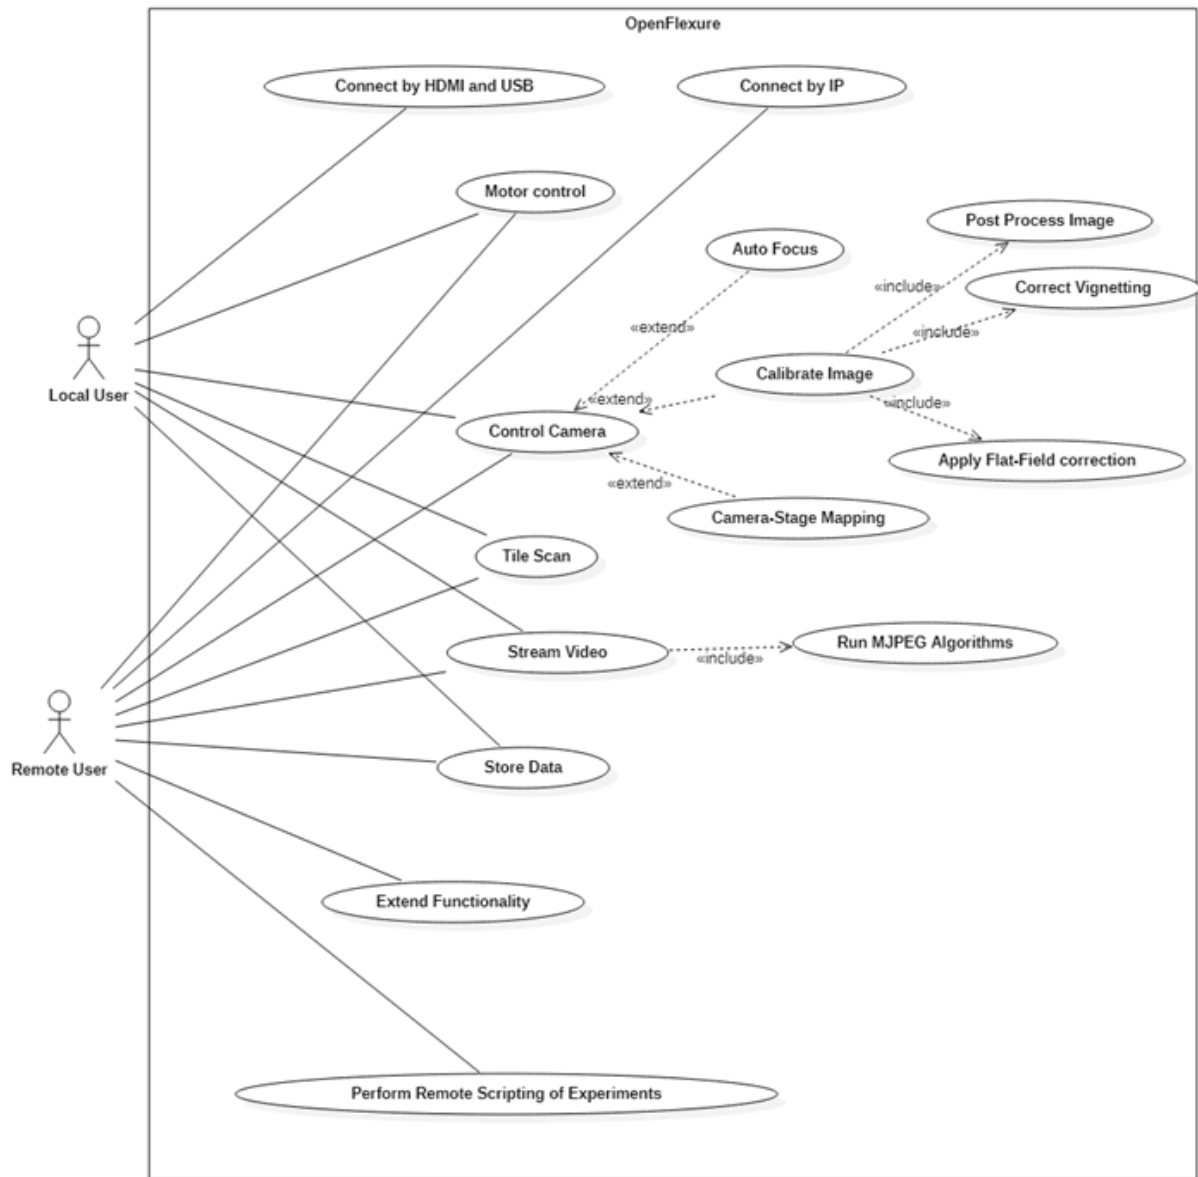 OpenFlexure
Connect by HDMI and USB
Connect by IP
Motor control
Post Process Image
Auto Focus
«include»
Correct Vignetting
«extend»
«include»
Local User
Calibrate Image
«extend»
«include»
Control Camera
Apply Flat-Field correction
«extend»
Camera-Stage Mapping
Tile Scan
Stream Video
«include»
Run MJPEG Algorithms
Remote User
Store Data
Extend Functionality
Perform Remote Scripting of Experiments